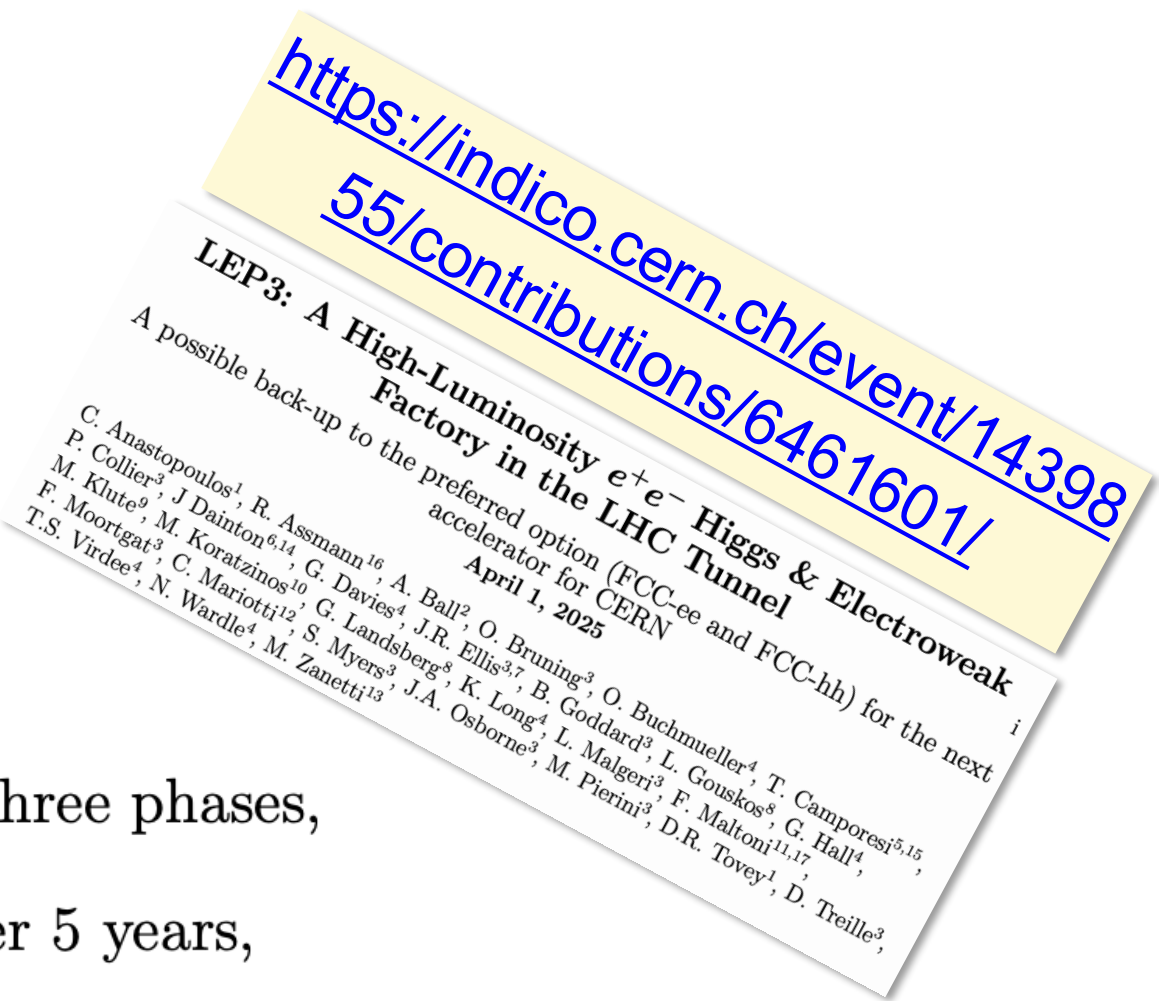 https://indico.cern.ch/event/14398
55/contributions/6461601/
LEP3: A High-Luminosity e⁺e⁻ Higgs & Electroweak
Factory in the LHC Tunnel
i
A possible back-up to the preferred option (FCC-ee and FCC-hh) for the next
accelerator for CERN
April 1, 2025
C. Anastopoulos¹, R. Assmann¹⁶, A. Ball², O. Bruning³, O. Buchmueller⁴, T. Camporesi⁵,¹⁵,
P. Collier³, J Dainton⁶,¹⁴, G. Davies⁴, J.R. Ellis³,⁷, B. Goddard³, L. Gouskos⁸, G. Hall⁴,
M. Klute⁹, M. Koratzinos¹⁰, G. Landsberg⁸, K. Long⁴, L. Malgeri³, F. Maltoni¹¹,¹⁷,
F. Moortgat³, C. Mariotti¹², S. Myers³, J.A. Osborne³, M. Pierini³, D.R. Tovey¹, D. Treille³,
T.S. Virdee⁴, N. Wardle⁴, M. Zanetti¹³
hree phases,
er 5 years,